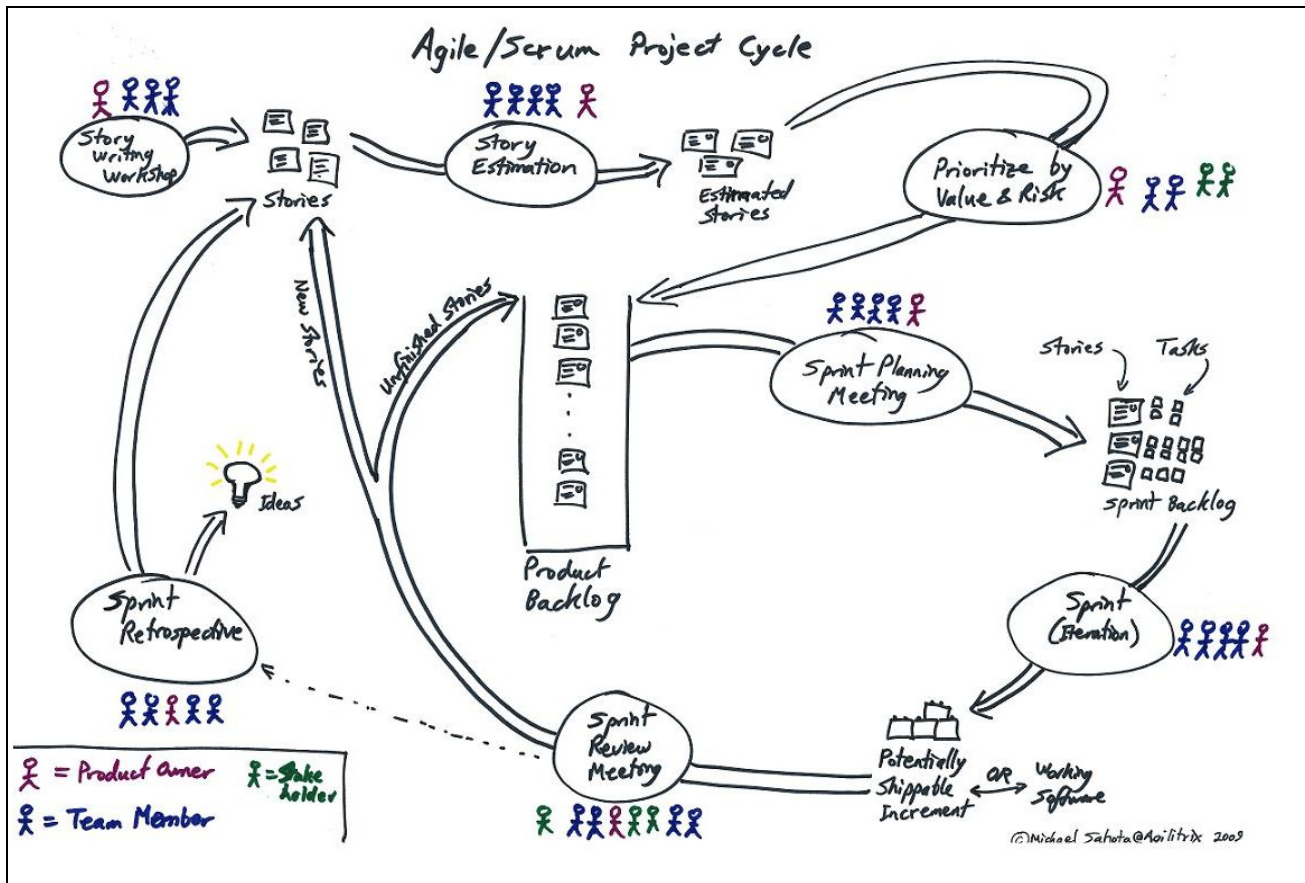 Agile/Scrum Project Cycle
Story
Writing
Workshop
Stories
Story
Estimation
Estimated
Stories
Prioritize by
Value & Risk
New Stories
Unfinished Stories
Product
Backlog
Sprint Planning
Meeting
Stories
Tasks
Sprint Backlog
Sprint
(Iteration)
Potentially
Shippable
Increment
OR
Working
Software
Sprint
Review
Meeting
Sprint
Retrospective
Ideas
= Product Owner
= Stake
holder
= Team Member
©Michael Sahota@Agilitrix 2009